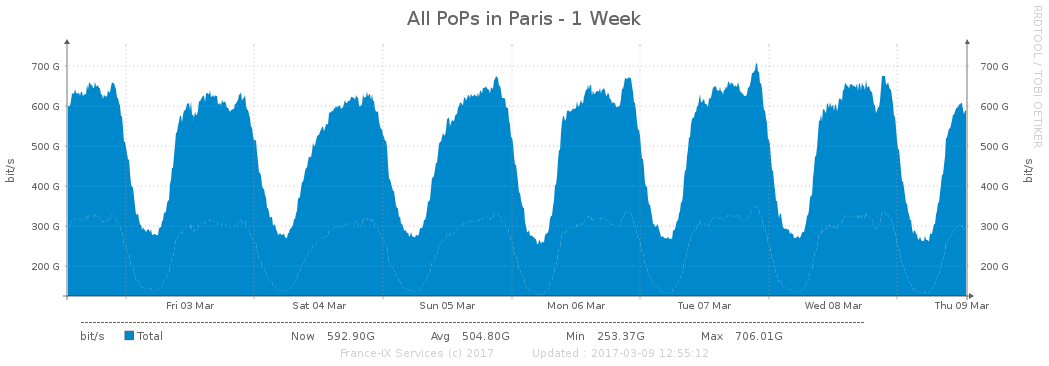 All PoPs in Paris - 1 Week
RRDTOOL / TOBI OETIKER
bit/s
700 G
600 G
500 G
400 G
300 G
200 G
700 G
600 G
500 G
400 G
300 G
200 G
bit/s
Fri 03 Mar Sat 04 Mar Sun 05 Mar Mon 06 Mar Tue 07 Mar Wed 08 Mar Thu 09 Mar
bit/s Total Now 592.90G Avg 504.80G Min 253.37G Max 706.01G
France-IX Services (c) 2017 Updated : 2017-03-09 12:55:12